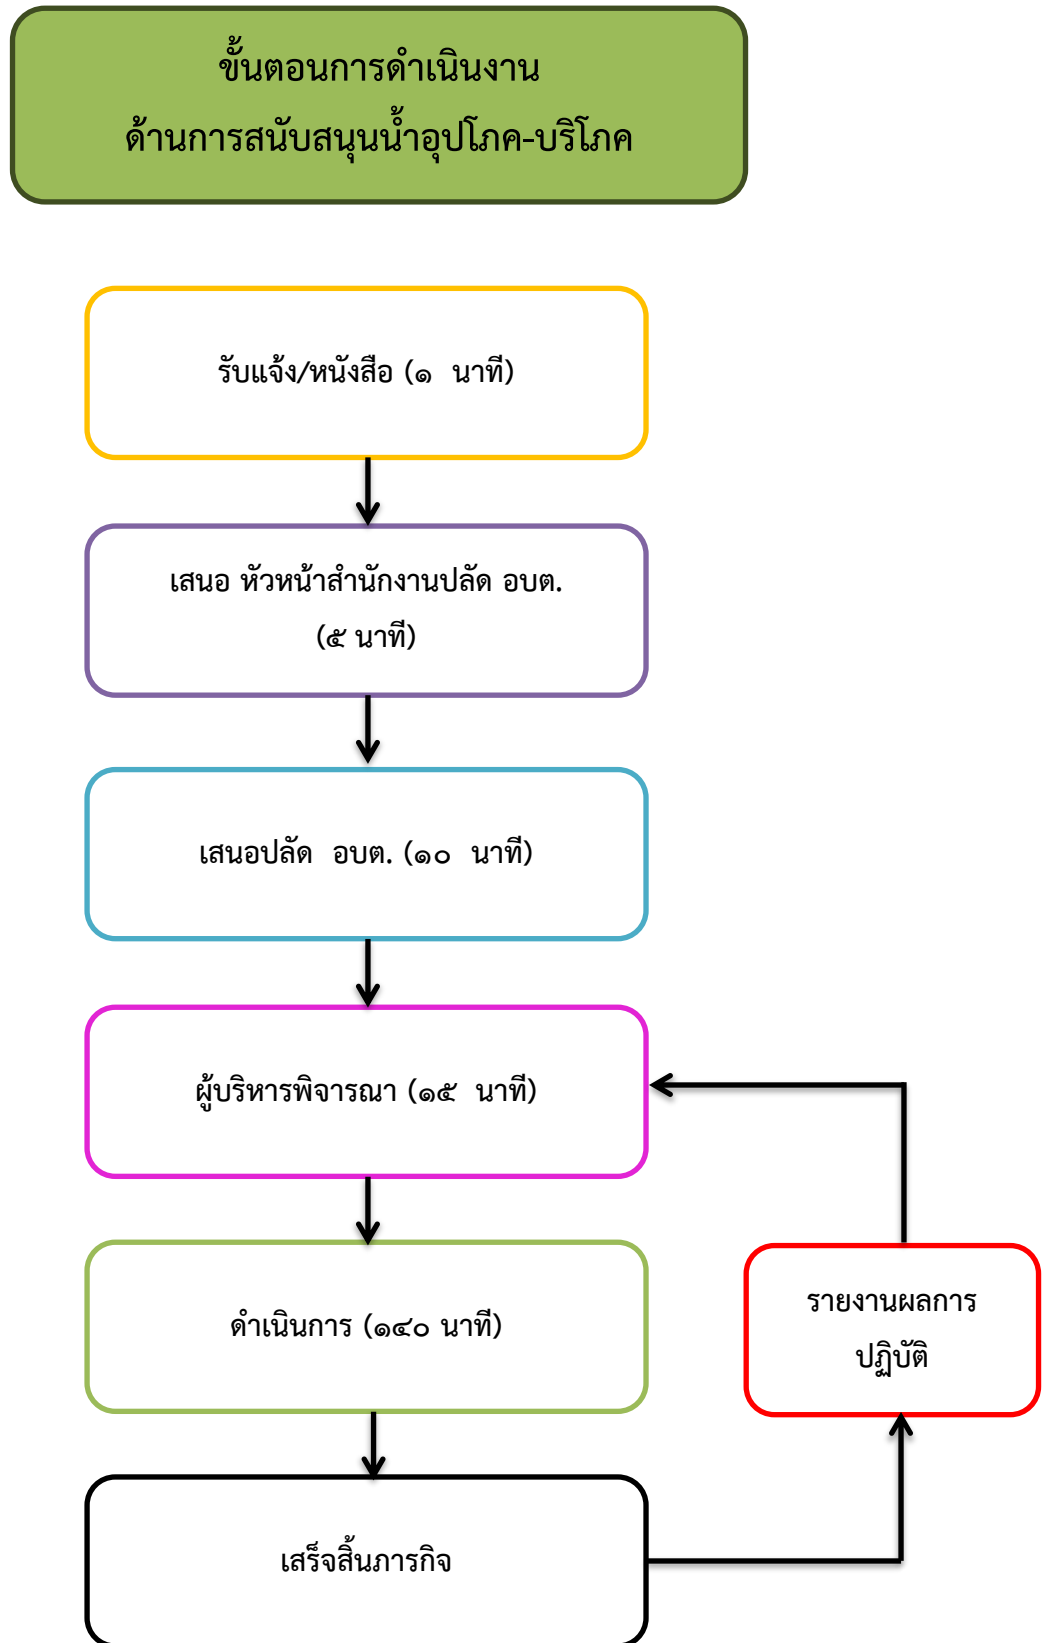 ขั้นตอนการดำเนินงาน
ด้านการสนับสนุนน้ำอุปโภค-บริโภค
รับแจ้ง/หนังสือ (๑ นาที)
เสนอ หัวหน้าสำนักงานปลัด อบต.
(๕ นาที)
เสนอปลัด อบต. (๑๐ นาที)
ผู้บริหารพิจารณา (๑๕ นาที)
ดำเนินการ (๑๔๐ นาที)
รายงานผลการ
ปฏิบัติ
เสร็จสิ้นภารกิจ